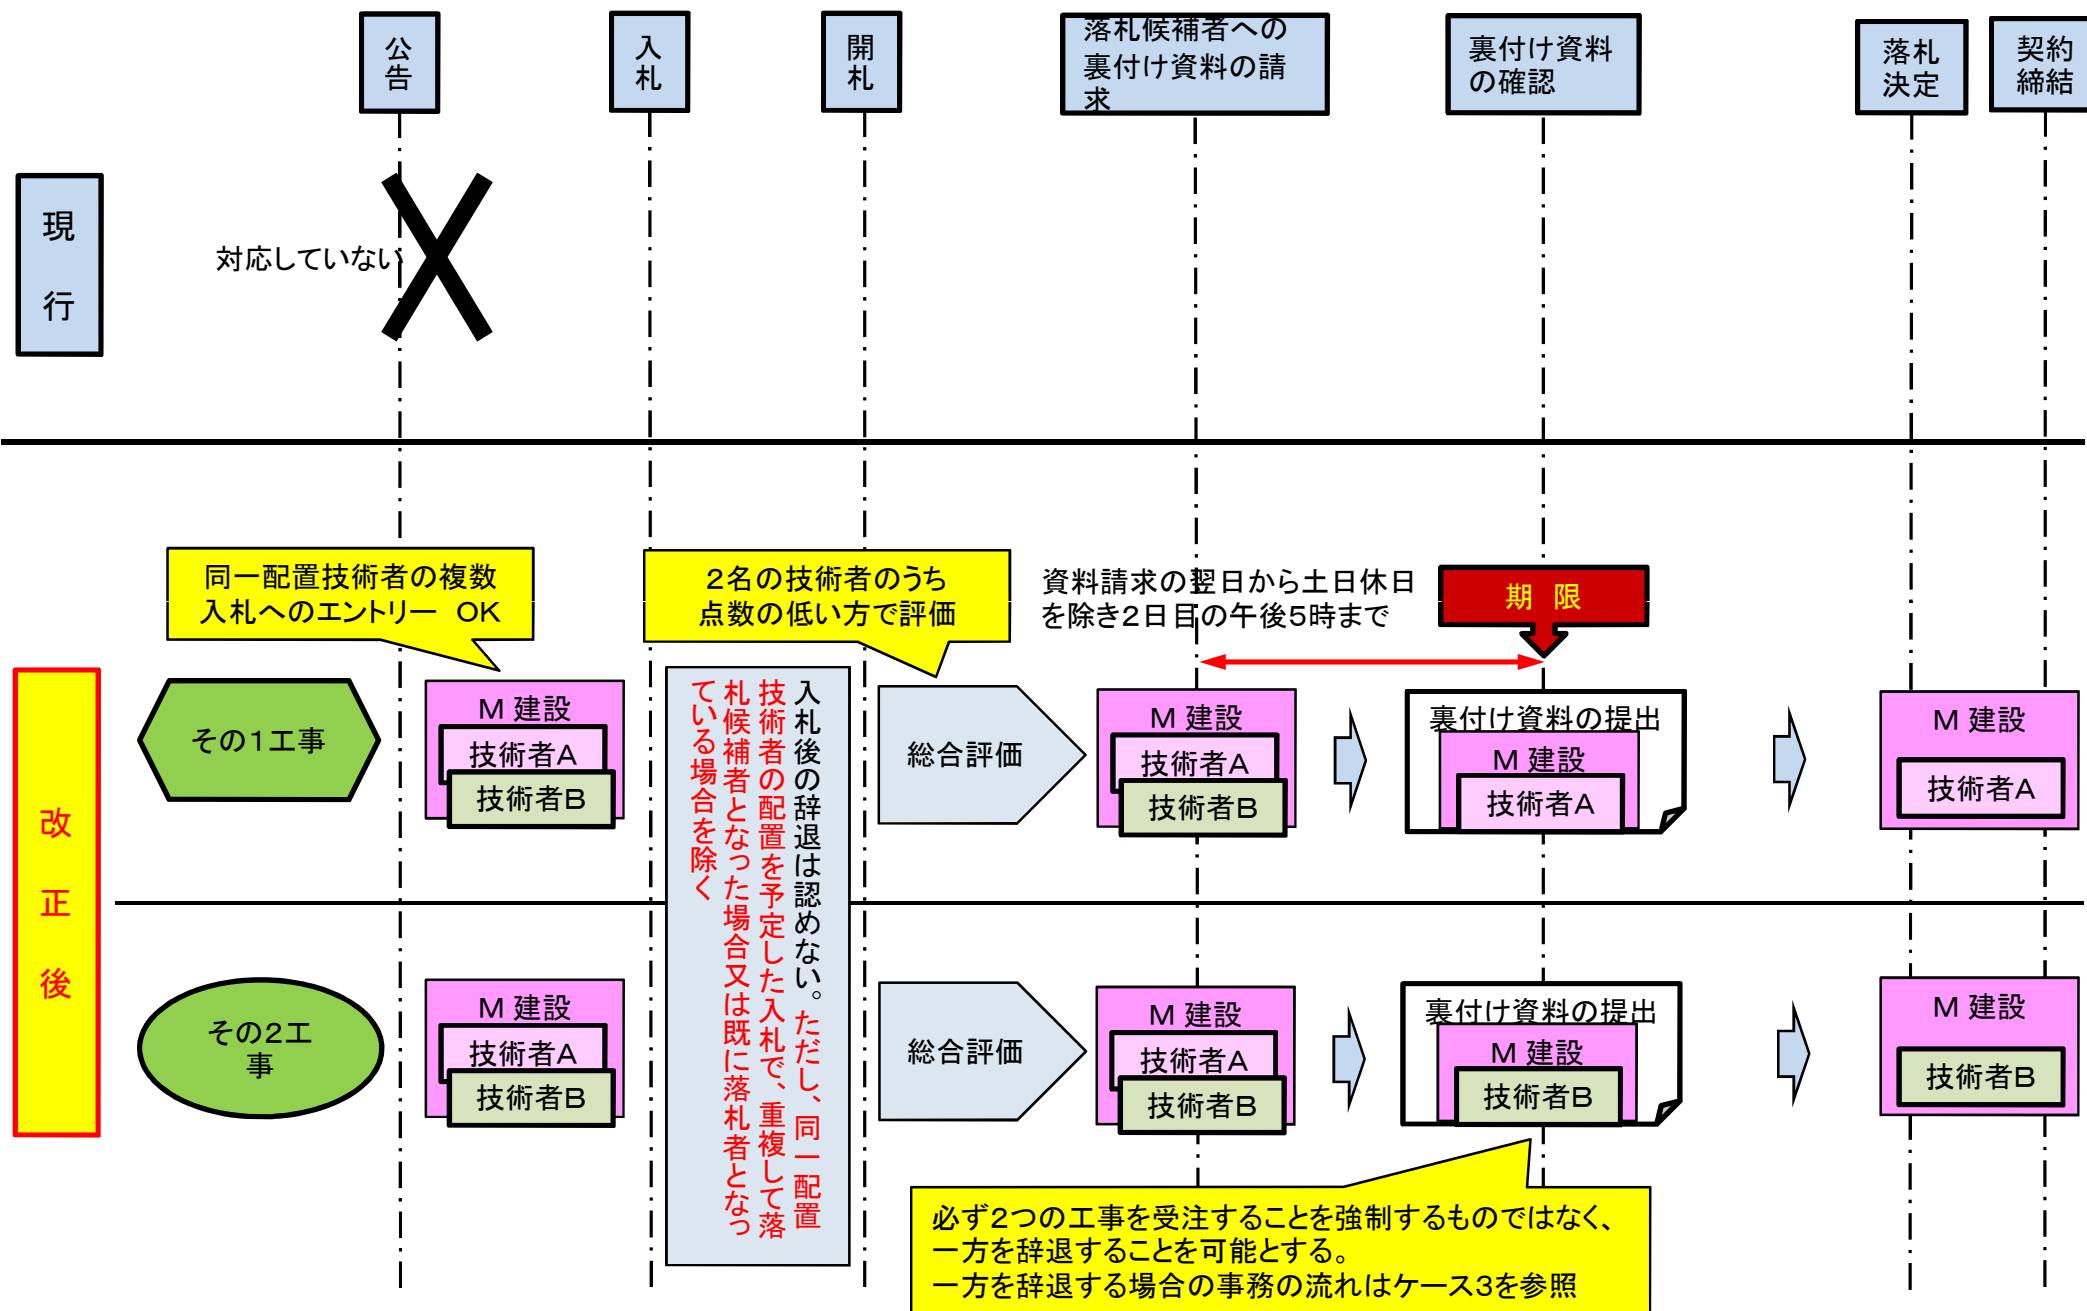 公
告
入
札
開
札
落札候補者への
裏付け資料の請
求
裏付け資料
の確認
落札
決定
契約
締結
現
行
対応していない
同一配置技術者の複数
入札へのエントリー OK
2名の技術者のうち
点数の低い方で評価
資料請求の翌日から土日休日
を除き2日目の午後5時まで
期 限
改
正
後
その1工事
M 建設
技術者A
技術者B
入札後の辞退は認めない。ただし、同一配置
技術者の配置を予定した入札で、重複して落
札候補者となった場合又は既に落札者となっ
ている場合を除く
総合評価
M 建設
技術者A
技術者B
裏付け資料の提出
M 建設
技術者A
M 建設
技術者A
その2工
事
M 建設
技術者A
技術者B
総合評価
M 建設
技術者A
技術者B
裏付け資料の提出
M 建設
技術者B
M 建設
技術者B
必ず2つの工事を受注することを強制するものではなく、
一方を辞退することを可能とする。
一方を辞退する場合の事務の流れはケース3を参照